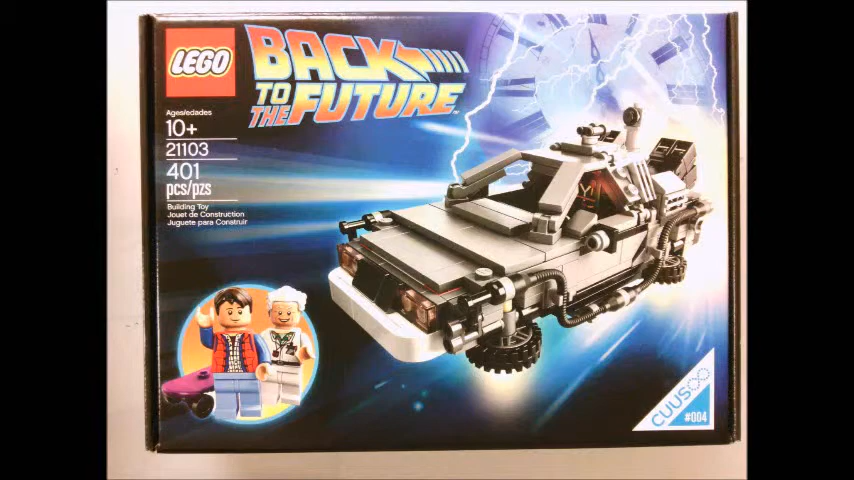 LEGO
BACK
TO
THE FUTURE™
Ages/edades
10+
21103
401
pcs/pzs
Building Toy
Jouet de Construction
Juguete para Construir
CUUSOO
#004